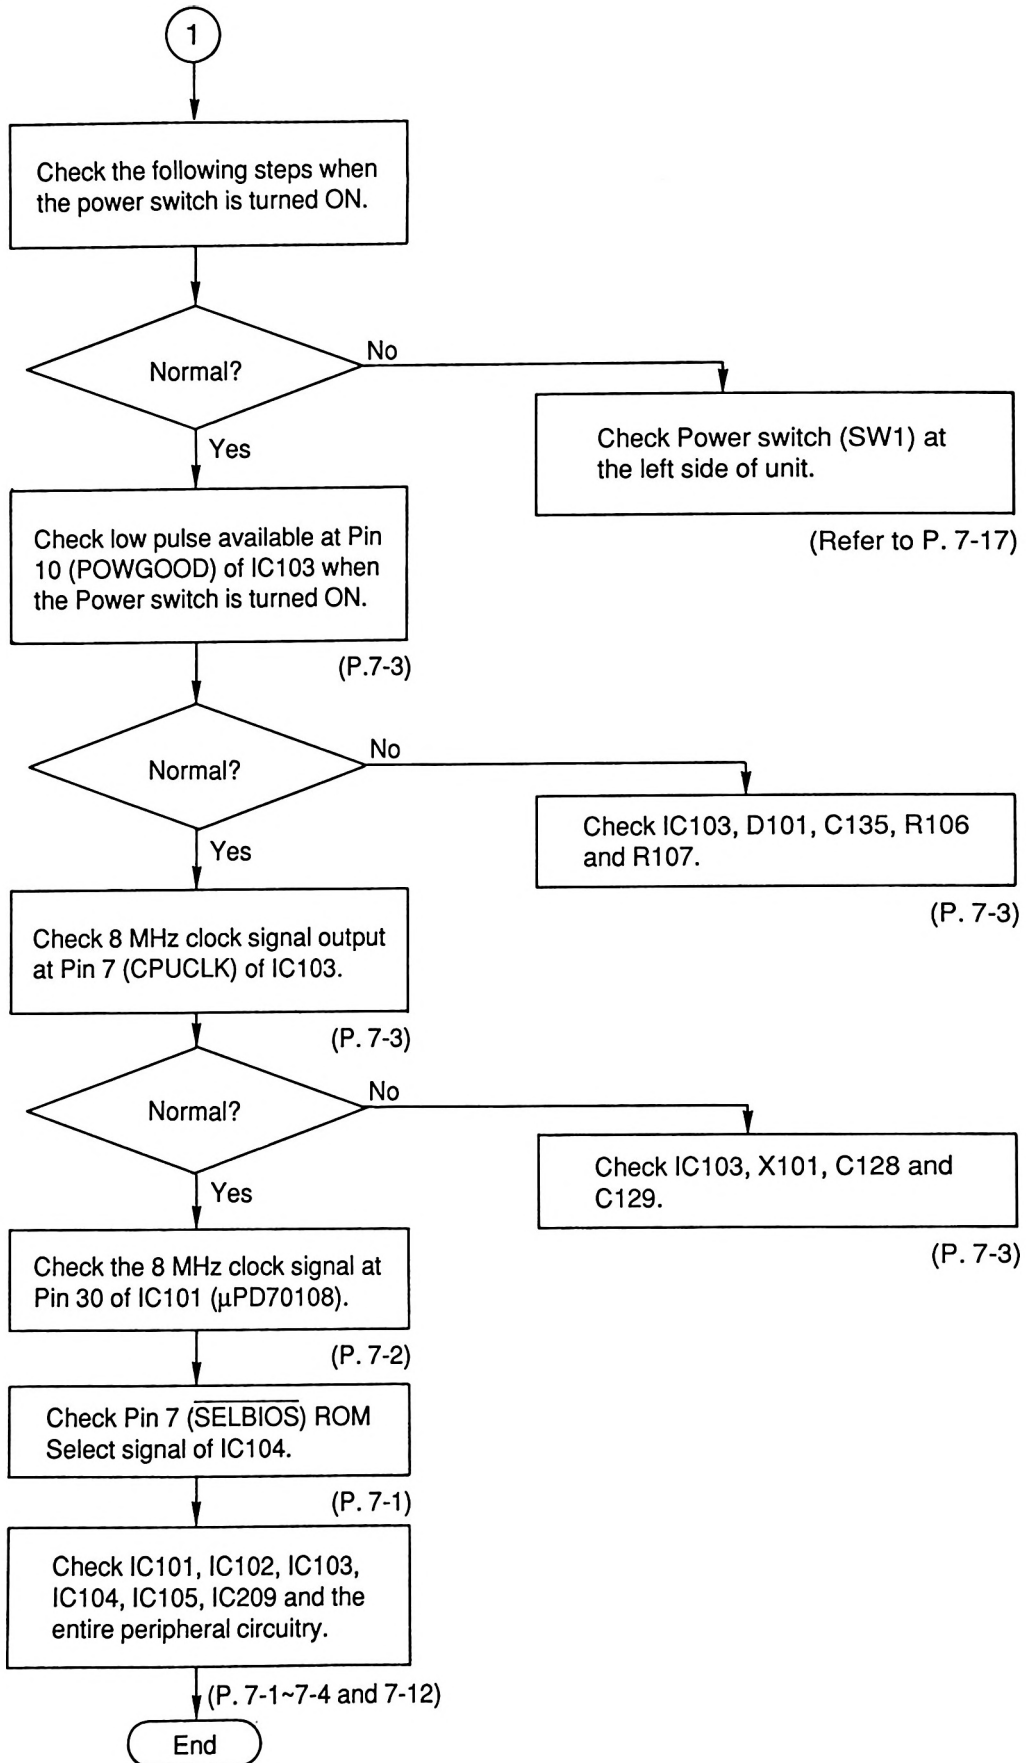 1
Check the following steps when
the power switch is turned ON.
Normal?
No
Yes
Check Power switch (SW1) at
the left side of unit.
(Refer to P. 7-17)
Check low pulse available at Pin
10 (POWGOOD) of IC103 when
the Power switch is turned ON.
(P.7-3)
Normal?
No
Yes
Check IC103, D101, C135, R106
and R107.
(P. 7-3)
Check 8 MHz clock signal output
at Pin 7 (CPUCLK) of IC103.
(P. 7-3)
Normal?
No
Yes
Check IC103, X101, C128 and
C129.
(P. 7-3)
Check the 8 MHz clock signal at
Pin 30 of IC101 (µPD70108).
(P. 7-2)
Check Pin 7 (SELBIOS) ROM
Select signal of IC104.
(P. 7-1)
Check IC101, IC102, IC103,
IC104, IC105, IC209 and the
entire peripheral circuitry.
(P. 7-1~7-4 and 7-12)
End